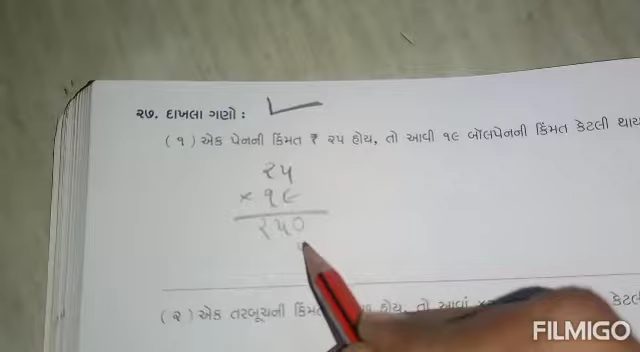 ૨૭. દાખલા ગણો :
(૧) એક પેનની કિંમત ₹ ૨૫ હોય, તો આવી ૧૯ બૉલપેનની કિંમત કેટલી થાય
૨૫
× ૧૯
૨૫૦
(૨) એક તરબૂચની હોય, તો આવાં
FILMIGO